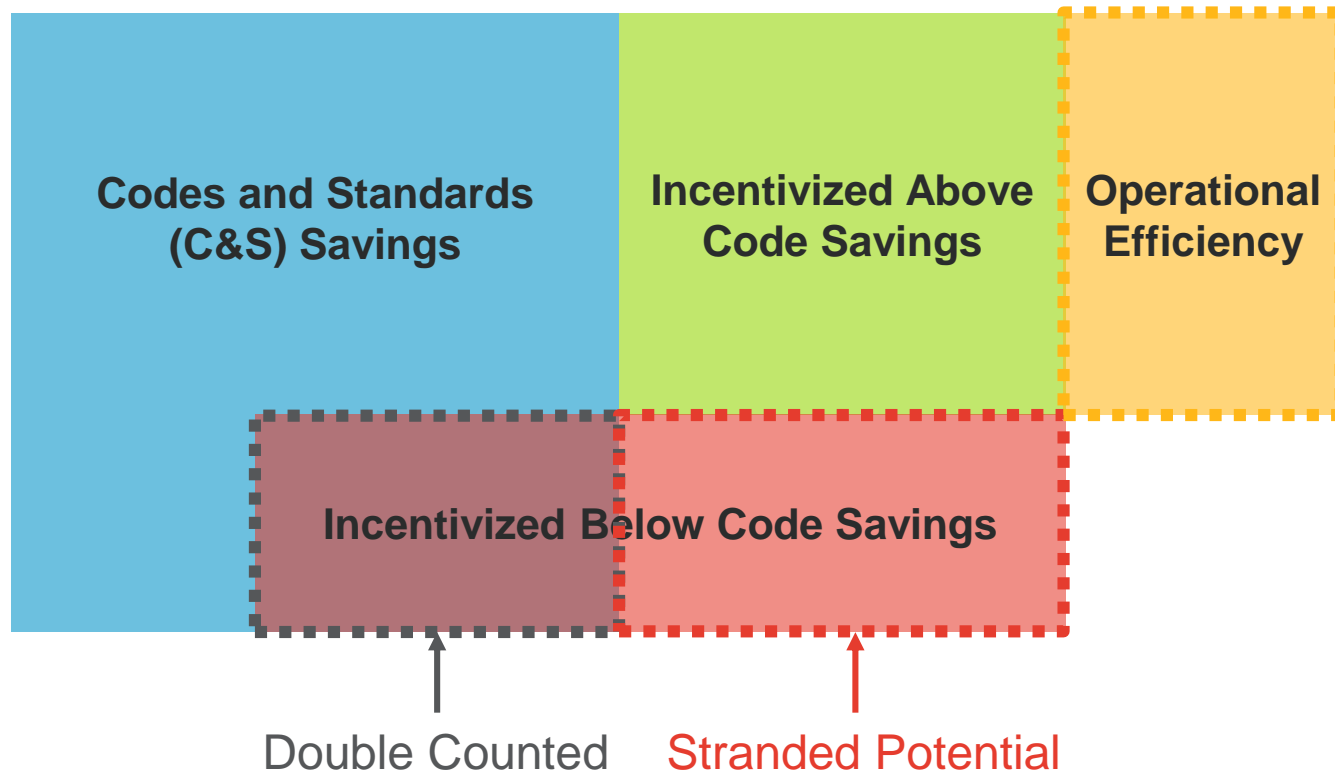 Codes and Standards
(C&S) Savings
Incentivized Above
Code Savings
Operational
Efficiency
Incentivized Below Code Savings
Double Counted
Stranded Potential